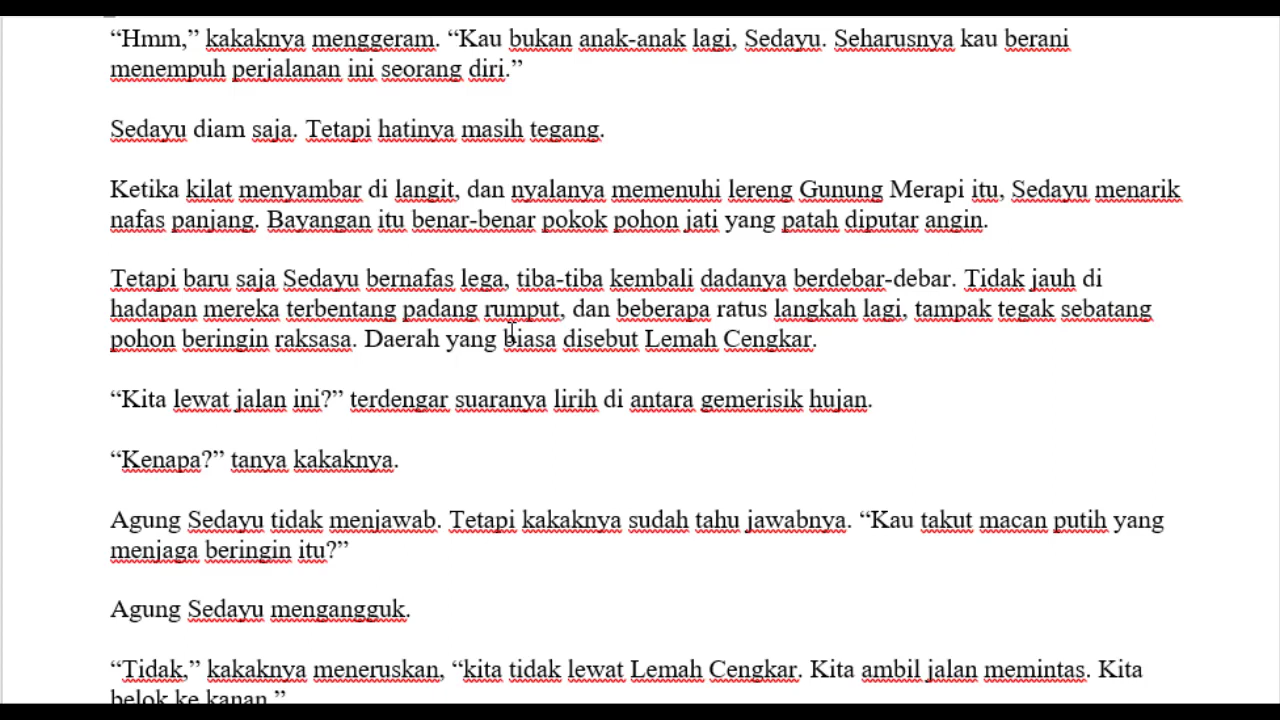 “Hmm,” kakaknya menggeram. “Kau bukan anak-anak lagi, Sedayu. Seharusnya kau berani
menempuh perjalanan ini seorang diri.”
Sedayu diam saja. Tetapi hatinya masih tegang.
Ketika kilat menyambar di langit, dan nyalanya memenuhi lereng Gunung Merapi itu, Sedayu menarik
nafas panjang. Bayangan itu benar-benar pokok pohon jati yang patah diputar angin.
Tetapi baru saja Sedayu bernafas lega, tiba-tiba kembali dadanya berdebar-debar. Tidak jauh di
hadapan mereka terbentang padang rumput, dan beberapa ratus langkah lagi, tampak tegak sebatang
pohon beringin raksasa. Daerah yang biasa disebut Lemah Cengkar.
“Kita lewat jalan ini?” terdengar suaranya lirih di antara gemerisik hujan.
“Kenapa?” tanya kakaknya.
Agung Sedayu tidak menjawab. Tetapi kakaknya sudah tahu jawabnya. “Kau takut macan putih yang
menjaga beringin itu?”
Agung Sedayu mengangguk.
“Tidak,” kakaknya meneruskan, “kita tidak lewat Lemah Cengkar. Kita ambil jalan memintas. Kita
belok ke kanan.”